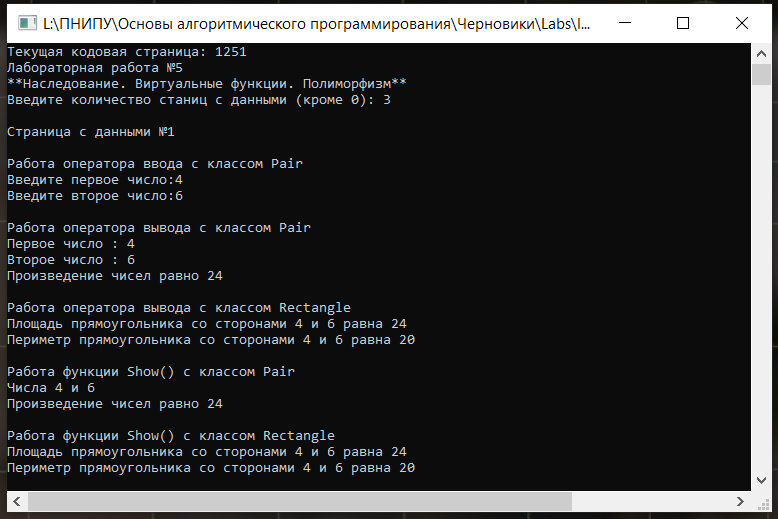 L:\ПНИПУ\Основы алгоритмического программирования\Черновики\Labs\l...
Текущая кодовая страница: 1251
Лабораторная работа №5
**Наследование. Виртуальные функции. Полиморфизм**
Введите количество станиц с данными (кроме 0): 3
Страница с данными №1
Работа оператора ввода с классом Pair
Введите первое число:4
Введите второе число:6
Работа оператора вывода с классом Pair
Первое число : 4
Второе число : 6
Произведение чисел равно 24
Работа оператора вывода с классом Rectangle
Площадь прямоугольника со сторонами 4 и 6 равна 24
Периметр прямоугольника со сторонами 4 и 6 равна 20
Работа функции Show() с классом Pair
Числа 4 и 6
Произведение чисел равно 24
Работа функции Show() с классом Rectangle
Площадь прямоугольника со сторонами 4 и 6 равна 24
Периметр прямоугольника со сторонами 4 и 6 равна 20